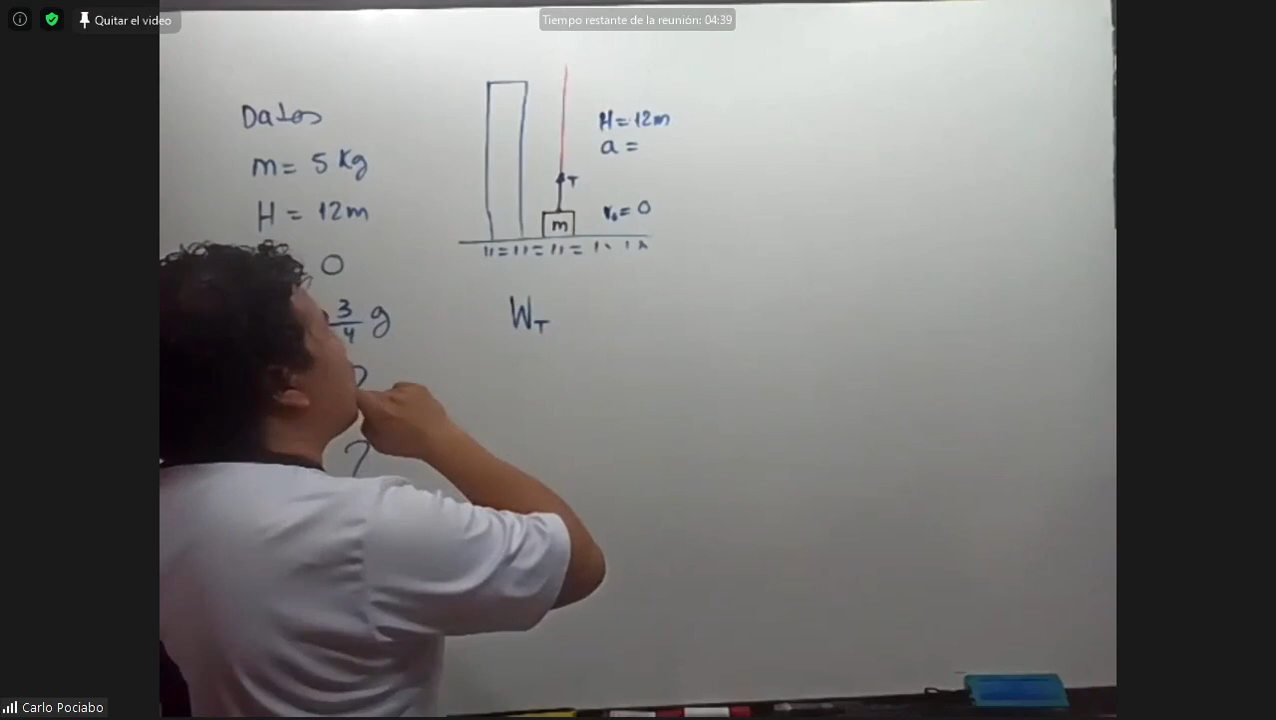 Quitar el video
Tiempo restante de la reunión: 04:39
Datos
m = 5 Kg
H = 12m
0
3/4 g
?
?
H = 12m
a =
T
m
v₀ = 0
W_T
Carlo Pociabo